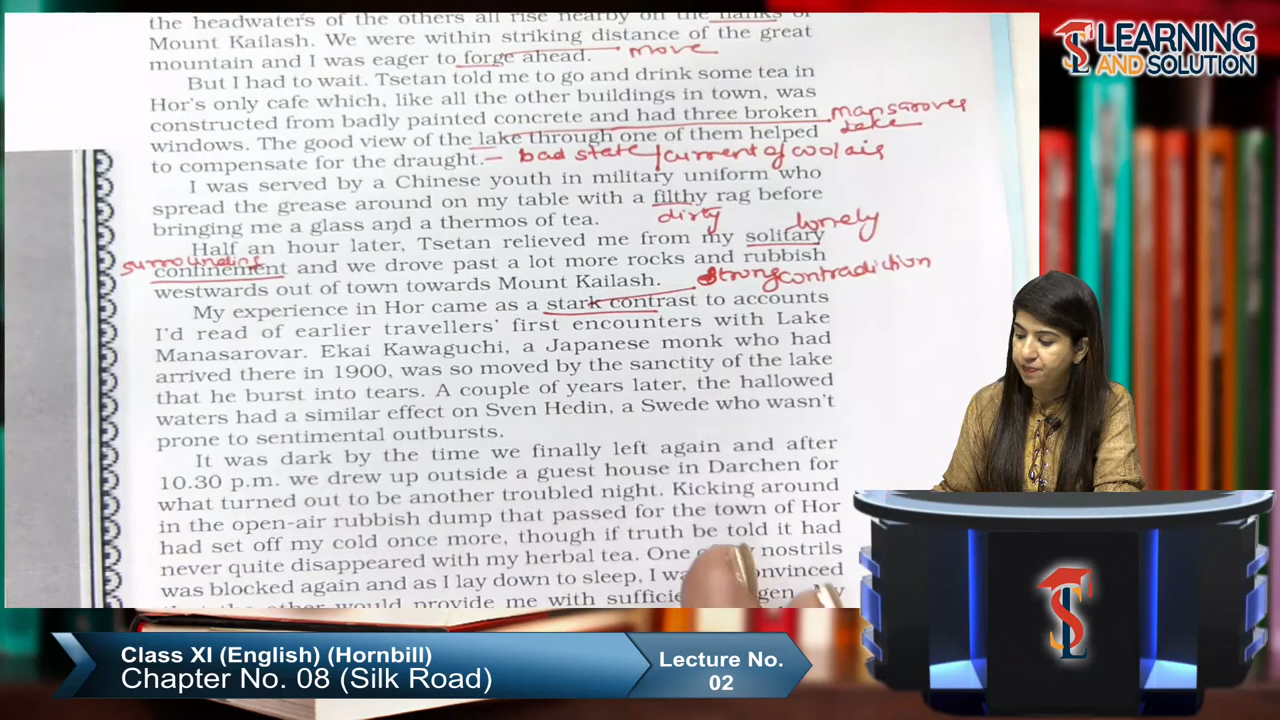 the headwaters of the others all rise nearby on the flanks of
Mount Kailash. We were within striking distance of the great
mountain and I was eager to forge ahead. move
But I had to wait. Tsetan told me to go and drink some tea in
Hor's only cafe which, like all the other buildings in town, was
constructed from badly painted concrete and had three broken
windows. The good view of the lake through one of them helped
to compensate for the draught. — bad state / current of cool air
I was served by a Chinese youth in military uniform who
spread the grease around on my table with a filthy rag before
bringing me a glass and a thermos of tea. dirty
lonely
Half an hour later, Tsetan relieved me from my solitary
surrounding
confinement and we drove past a lot more rocks and rubbish
westwards out of town towards Mount Kailash. Strong contradiction
My experience in Hor came as a stark contrast to accounts
I'd read of earlier travellers' first encounters with Lake
Manasarovar. Ekai Kawaguchi, a Japanese monk who had
arrived there in 1900, was so moved by the sanctity of the lake
that he burst into tears. A couple of years later, the hallowed
waters had a similar effect on Sven Hedin, a Swede who wasn't
prone to sentimental outbursts.
It was dark by the time we finally left again and after
10.30 p.m. we drew up outside a guest house in Darchen for
what turned out to be another troubled night. Kicking around
in the open-air rubbish dump that passed for the town of Hor
had set off my cold once more, though if truth be told it had
never quite disappeared with my herbal tea. One nostrils
was blocked again and as I lay down to sleep, I
the other would provide me with
LEARNING
AND SOLUTION
Class XI (English) (Hornbill)
Chapter No. 08 (Silk Road)
Lecture No.
02